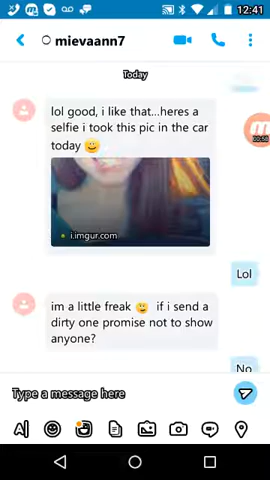 12:41
mievaann7
Today
lol good, i like that...heres a
selfie i took this pic in the car
today
i.imgur.com
Lol
im a little freak if i send a
dirty one promise not to show
anyone?
No
Type a message here